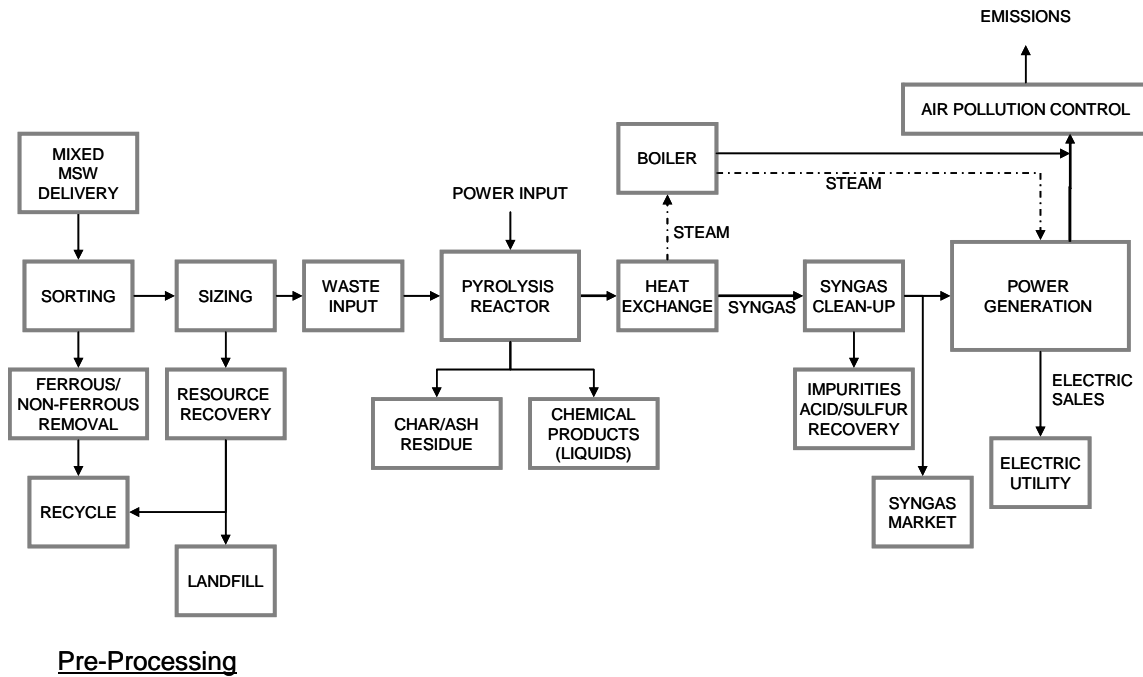 EMISSIONS
AIR POLLUTION CONTROL
MIXED
MSW
DELIVERY
BOILER
STEAM
POWER INPUT
STEAM
SORTING
SIZING
WASTE
INPUT
PYROLYSIS
REACTOR
HEAT
EXCHANGE
SYNGAS
SYNGAS
CLEAN-UP
POWER
GENERATION
FERROUS/
NON-FERROUS
REMOVAL
RESOURCE
RECOVERY
CHAR/ASH
RESIDUE
CHEMICAL
PRODUCTS
(LIQUIDS)
IMPURITIES
ACID/SULFUR
RECOVERY
ELECTRIC
SALES
RECYCLE
SYNGAS
MARKET
ELECTRIC
UTILITY
LANDFILL
Pre-Processing